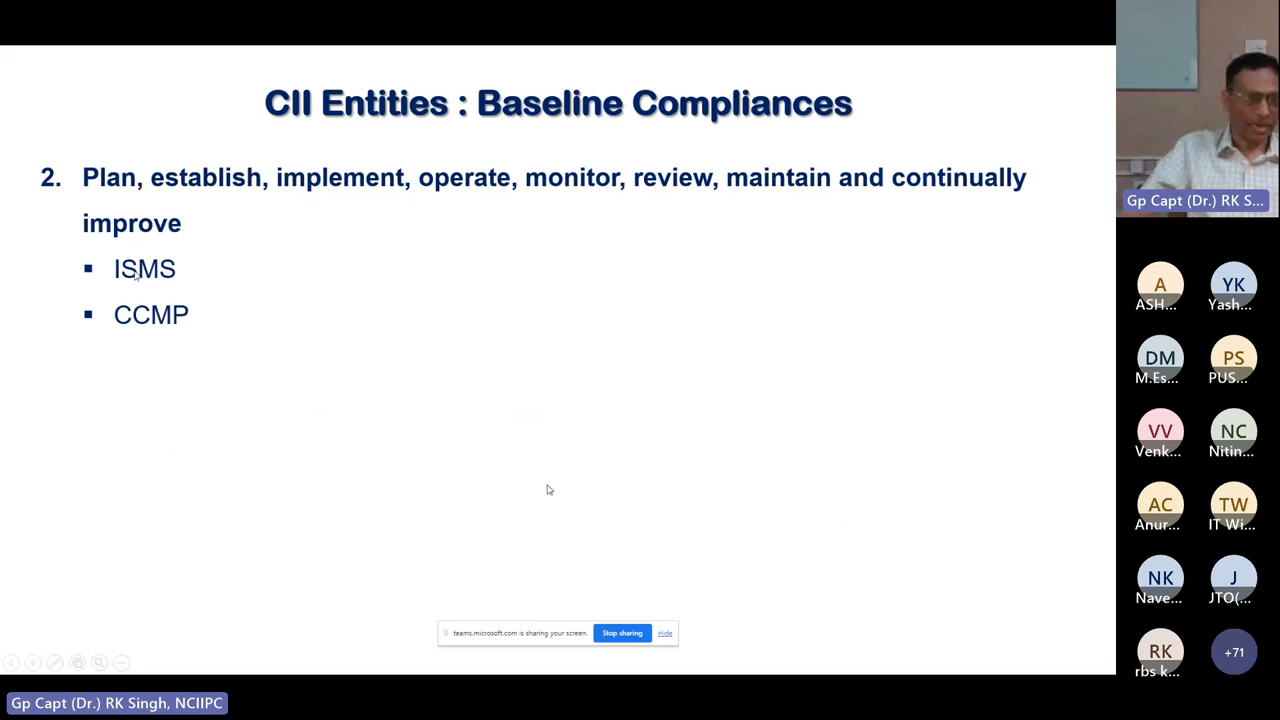 CII Entities : Baseline Compliances
2. Plan, establish, implement, operate, monitor, review, maintain and continually
improve
▪ ISMS
▪ CCMP
teams.microsoft.com is sharing your screen. Stop sharing Hide
Gp Capt (Dr.) RK Singh, NCIIPC
Gp Capt (Dr.) RK S...
A YK
ASH... Yash...
DM PS
M.Es... PUS...
VV NC
Venk... Nitin...
AC TW
Anur... IT Wi...
NK J
Nave... JTO(...
RK +71
rbs k...